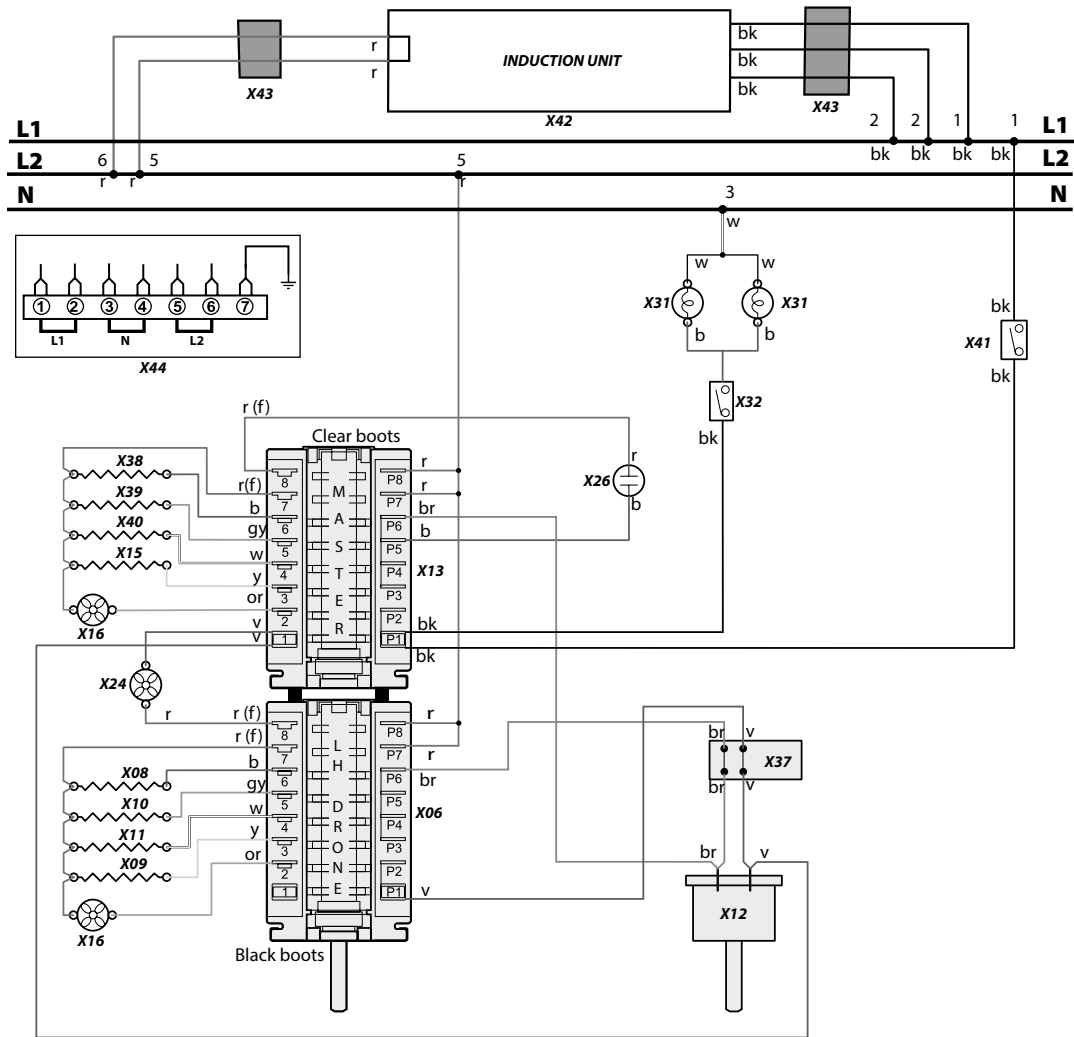 bk
r
INDUCTION UNIT
bk
r
bk
X43
X42
X43
L1
2 2 1 1
L1
bk bk bk bk
L2
6 5 5
L2
r r r
N
3
N
w
w w
1 2 3 4 5 6 7
L1 N L2
X44
X31 X31
b b
bk
X41
bk
X32
bk
r (f)
Clear boots
r
X26
b
X38
X39
X40
X15
X16
r(f)
b
gy
w
y
or
v
v
8
7
6
5
4
3
2
1
M
A
S
T
E
R
P8
P7
P6
P5
P4
P3
P2
P1
r
r
br
b
X13
bk
bk
X24
r
r (f)
r (f)
b
gy
w
y
or
X08
X10
X11
X09
X16
8
7
6
5
4
3
2
1
L
H
D
R
O
N
E
P8
P7
P6
P5
P4
P3
P2
P1
r
r
br
X06
v
br v
X37
br v
br v
X12
Black boots